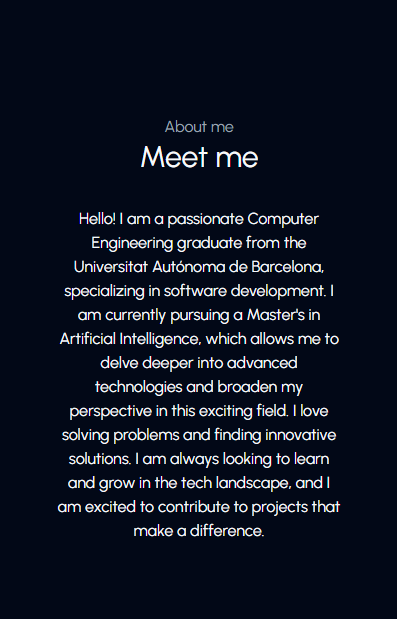 About me
Meet me
Hello! I am a passionate Computer
Engineering graduate from the
Universitat Autónoma de Barcelona,
specializing in software development. I
am currently pursuing a Master's in
Artificial Intelligence, which allows me to
delve deeper into advanced
technologies and broaden my
perspective in this exciting field. I love
solving problems and finding innovative
solutions. I am always looking to learn
and grow in the tech landscape, and I
am excited to contribute to projects that
make a difference.